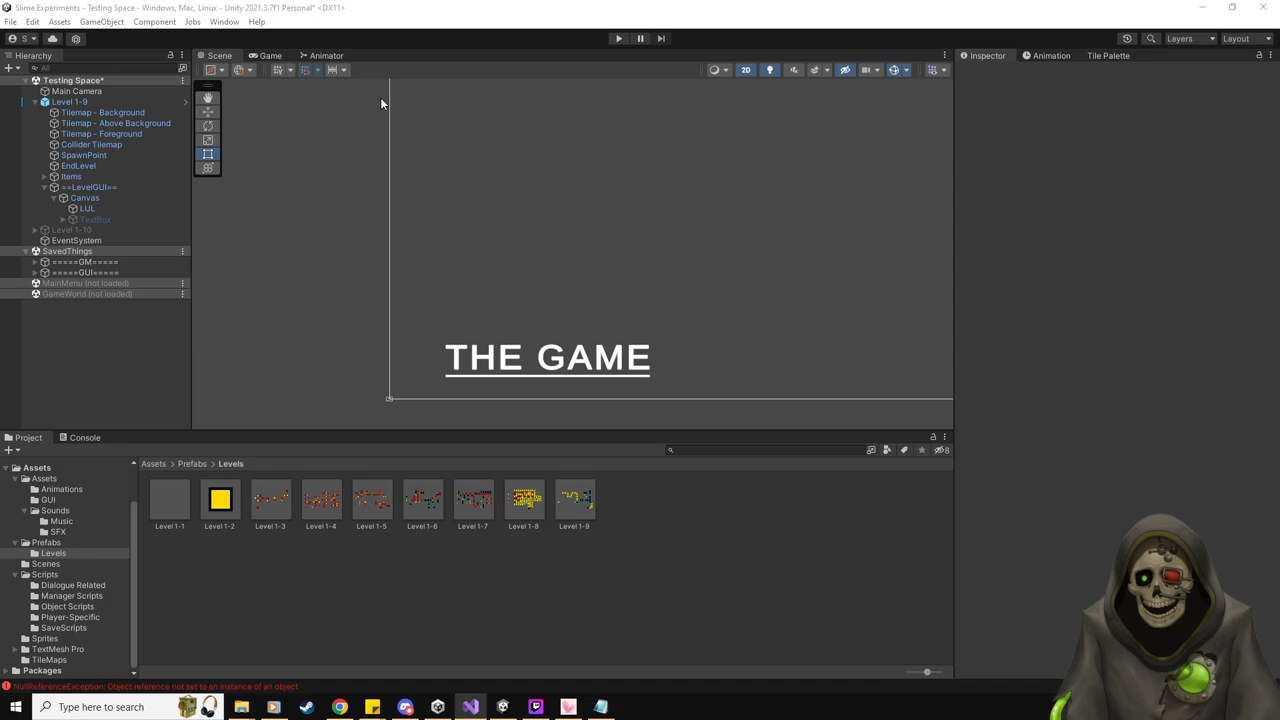 Slime Experiments - Testing Space - Windows, Mac, Linux - Unity 2021.3.7f1 Personal* <DX11>
File Edit Assets GameObject Component Jobs Window Help
S Layers Layout
Hierarchy Scene Game Animator Inspector Animation Tile Palette
All
2D
Testing Space*
Main Camera
Level 1-9
Tilemap - Background
Tilemap - Above Background
Tilemap - Foreground
Collider Tilemap
SpawnPoint
EndLevel
Items
==LevelGUI==
Canvas
LUL
TextBox
Level 1-10
EventSystem
SavedThings
=====GM=====
=====GUI=====
MainMenu (not loaded)
GameWorld (not loaded)
THE GAME
Project Console
8
Assets
Assets
Animations
GUI
Sounds
Music
SFX
Prefabs
Levels
Scenes
Scripts
Dialogue Related
Manager Scripts
Object Scripts
Player-Specific
SaveScripts
Sprites
TextMesh Pro
TileMaps
Packages
Assets > Prefabs > Levels
Level 1-1 Level 1-2 Level 1-3 Level 1-4 Level 1-5 Level 1-6 Level 1-7 Level 1-8 Level 1-9
NullReferenceException: Object reference not set to an instance of an object
Type here to search